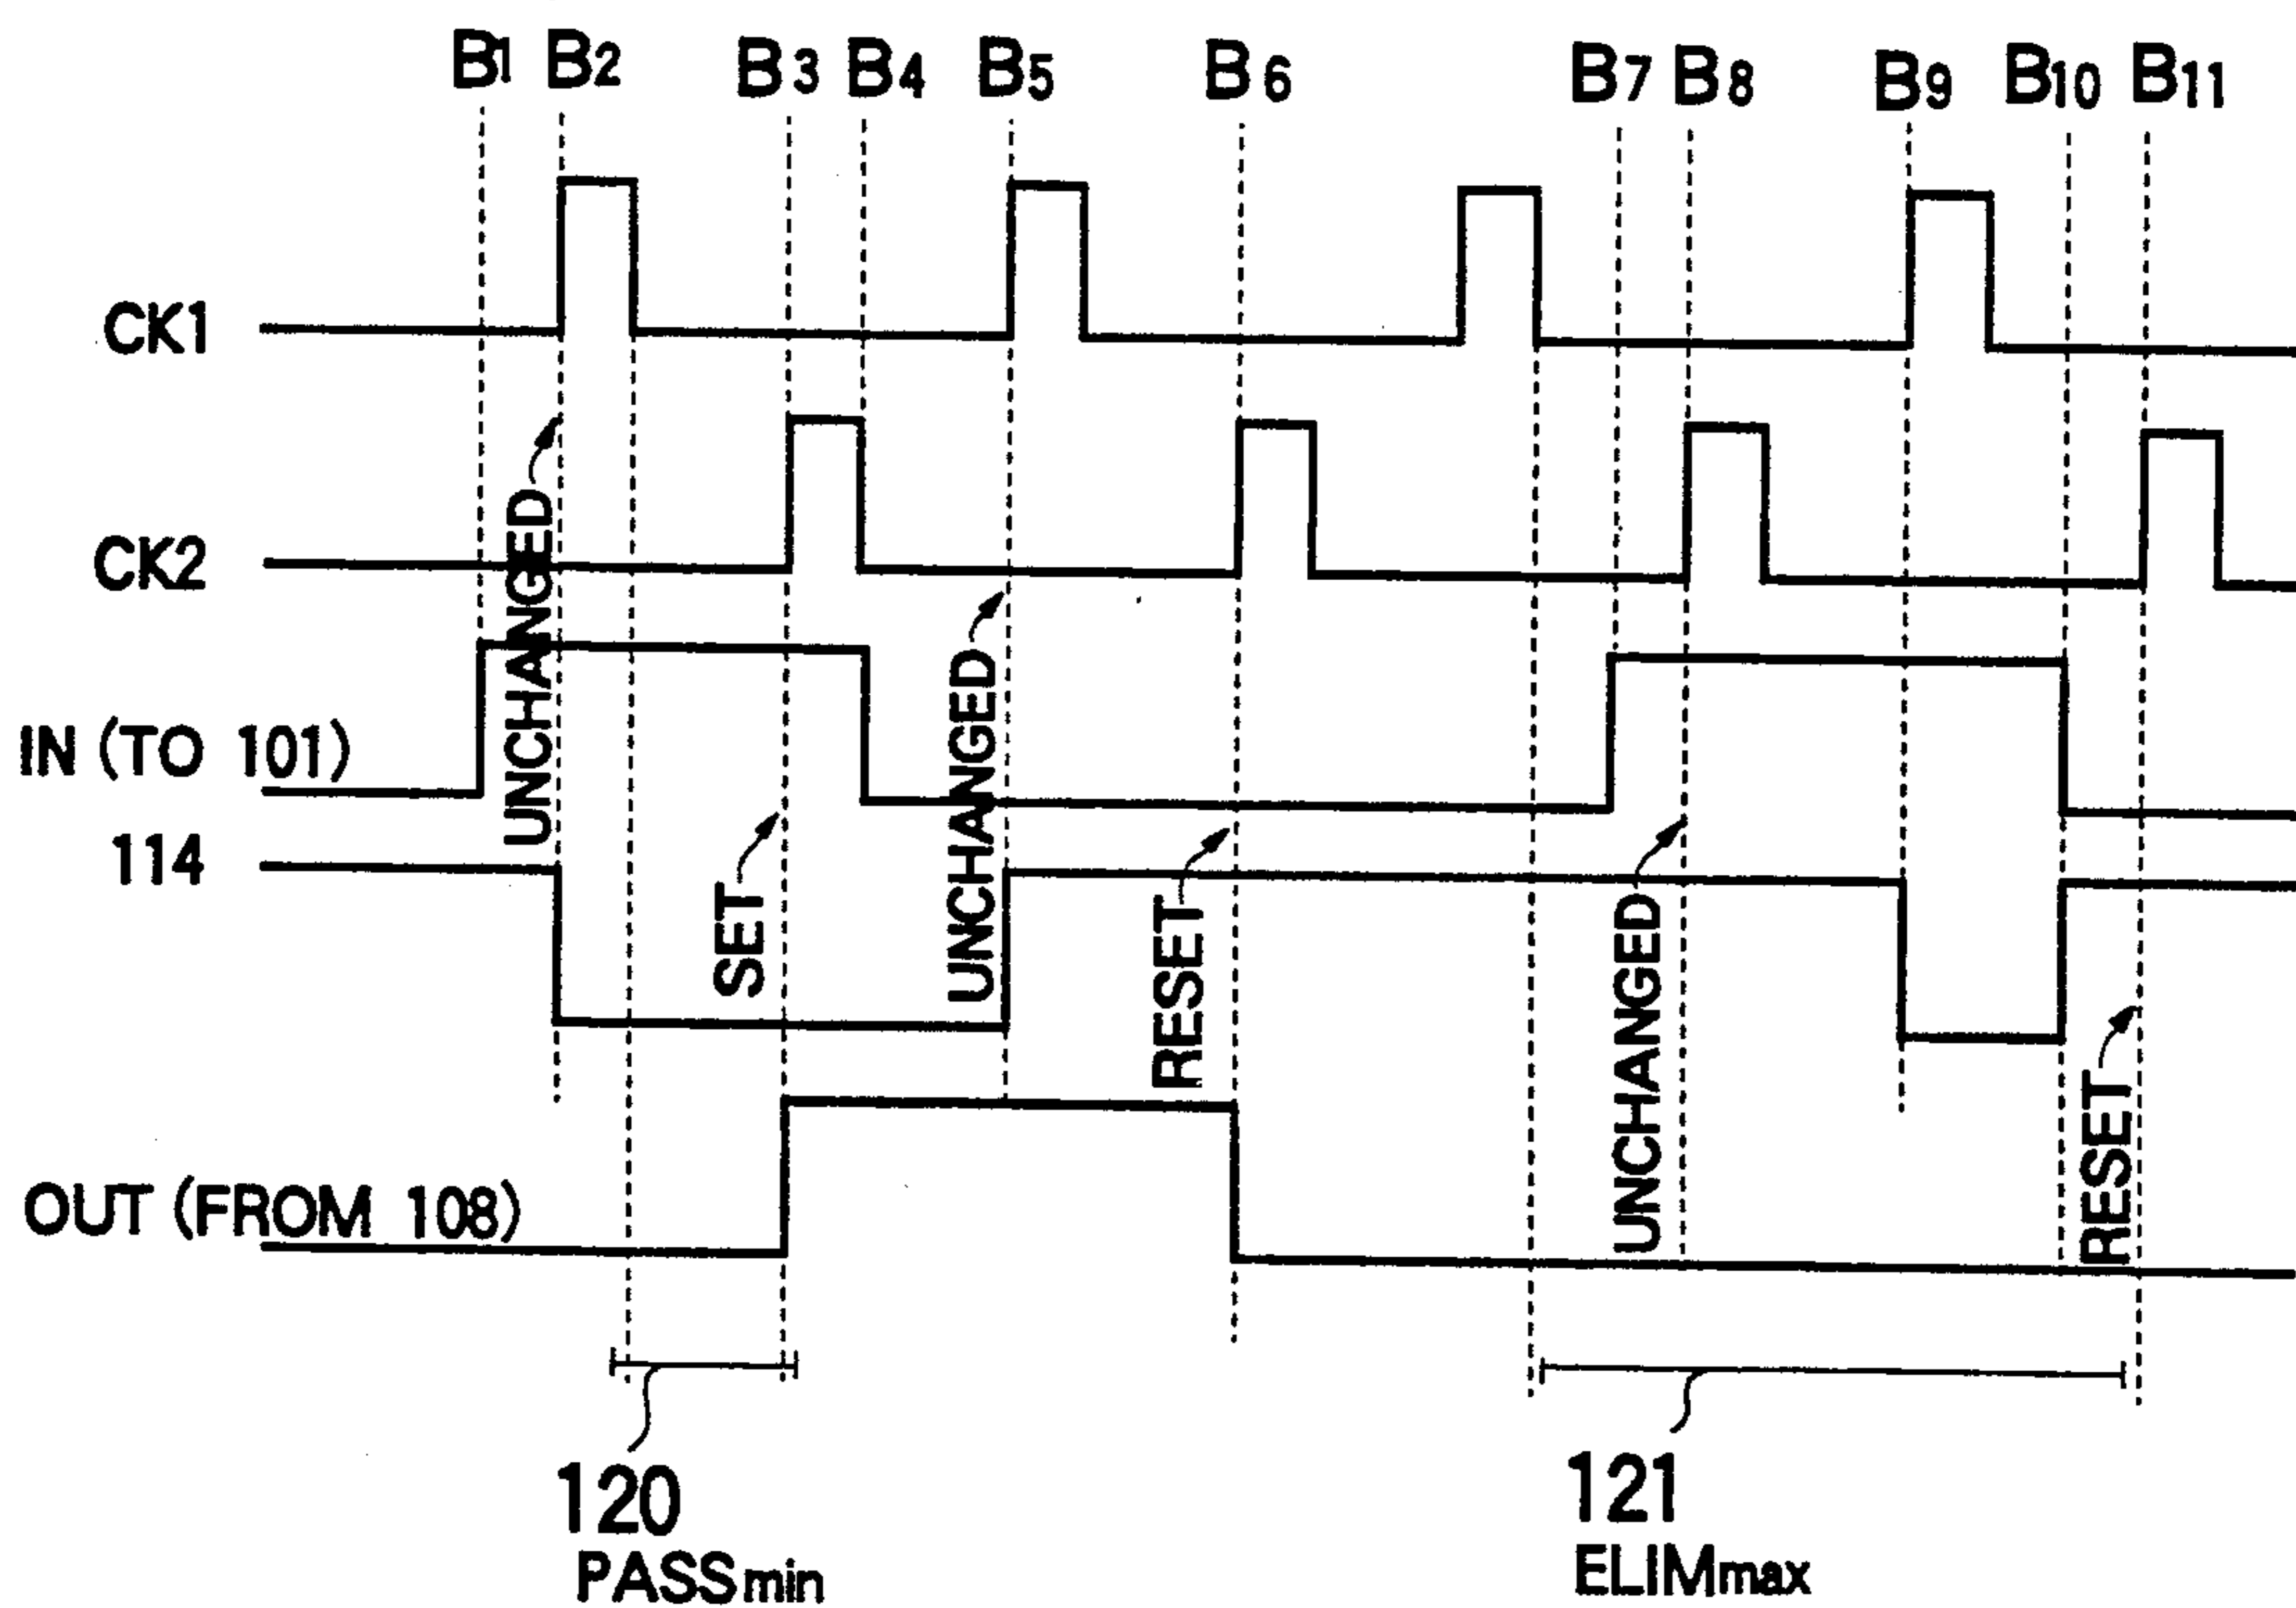 B1 B2 B3 B4 B5 B6 B7 B8 B9 B10 B11
CK1
CK2
IN (TO 101)
114
OUT (FROM 108)
UNCHANGED
SET
UNCHANGED
RESET
UNCHANGED
RESET
120
PASSmin
121
ELIMmax